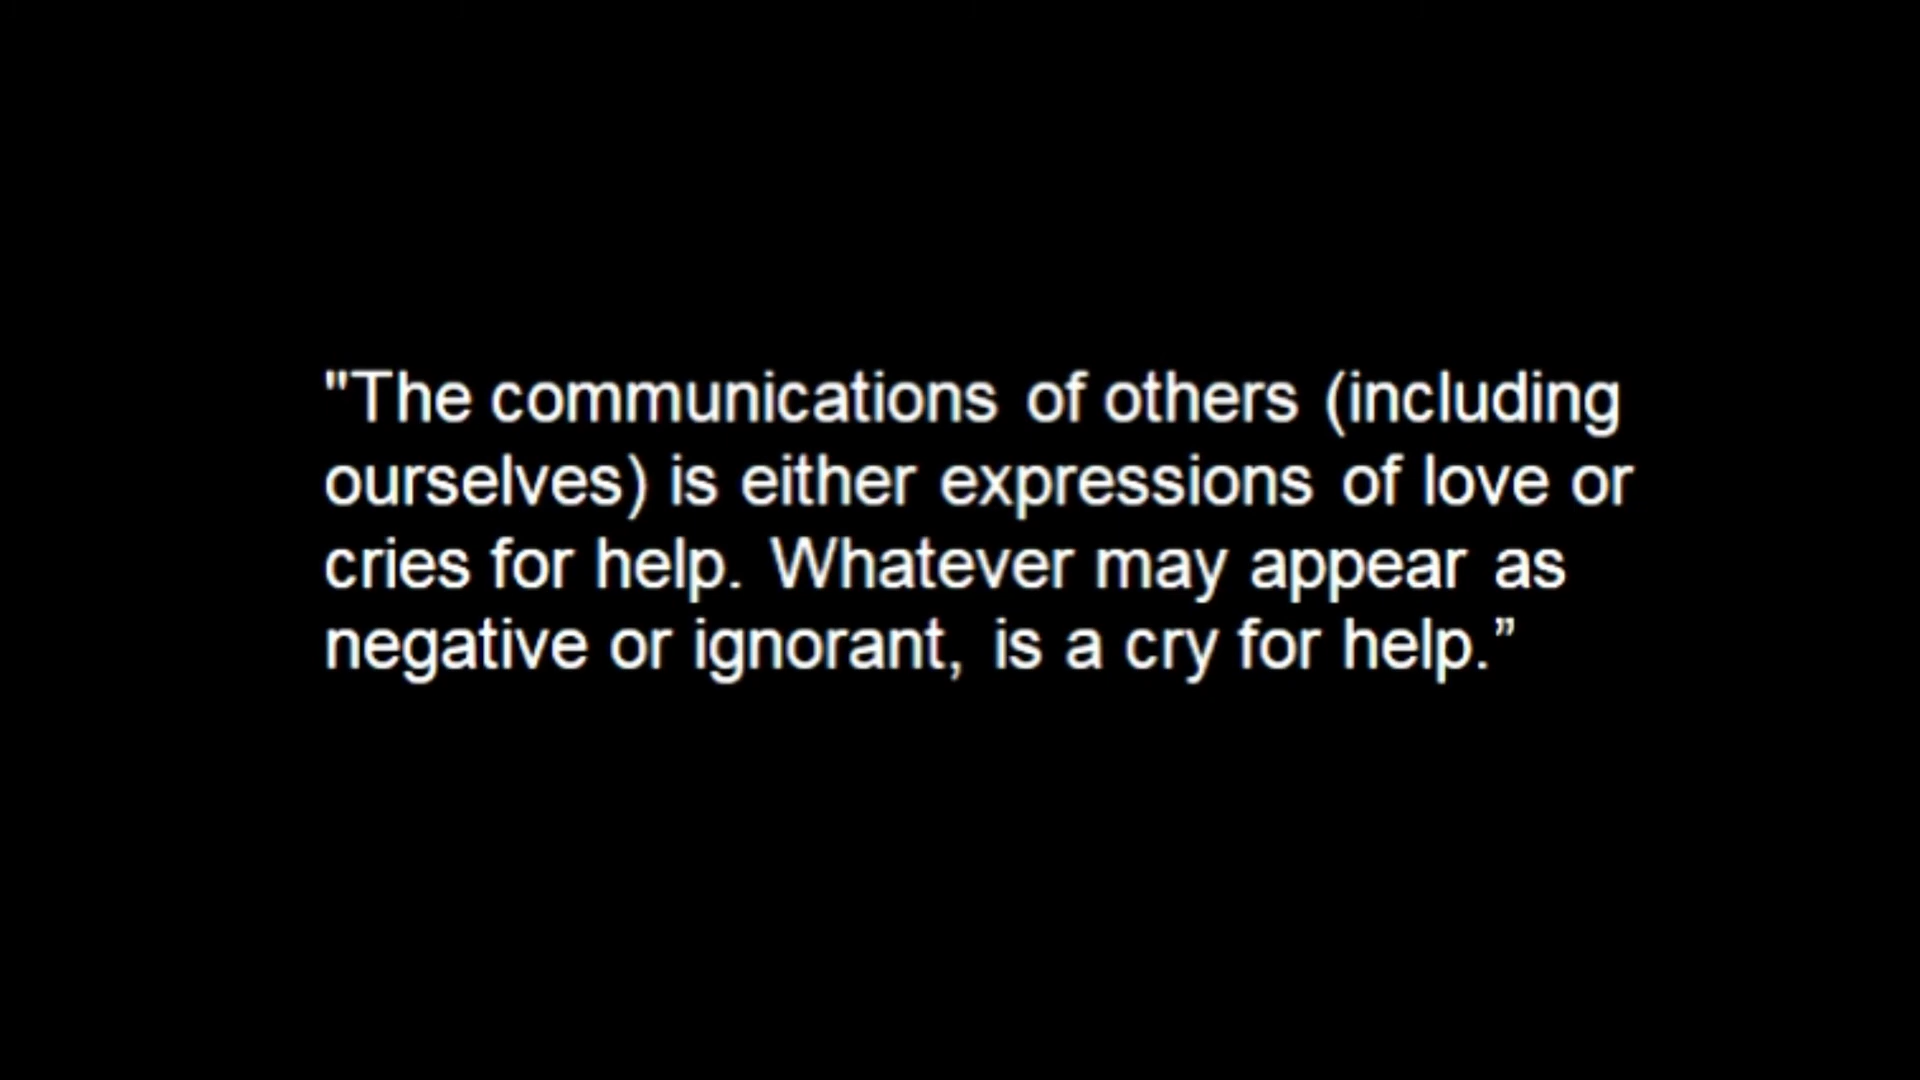 "The communications of others (including
ourselves) is either expressions of love or
cries for help. Whatever may appear as
negative or ignorant, is a cry for help.”